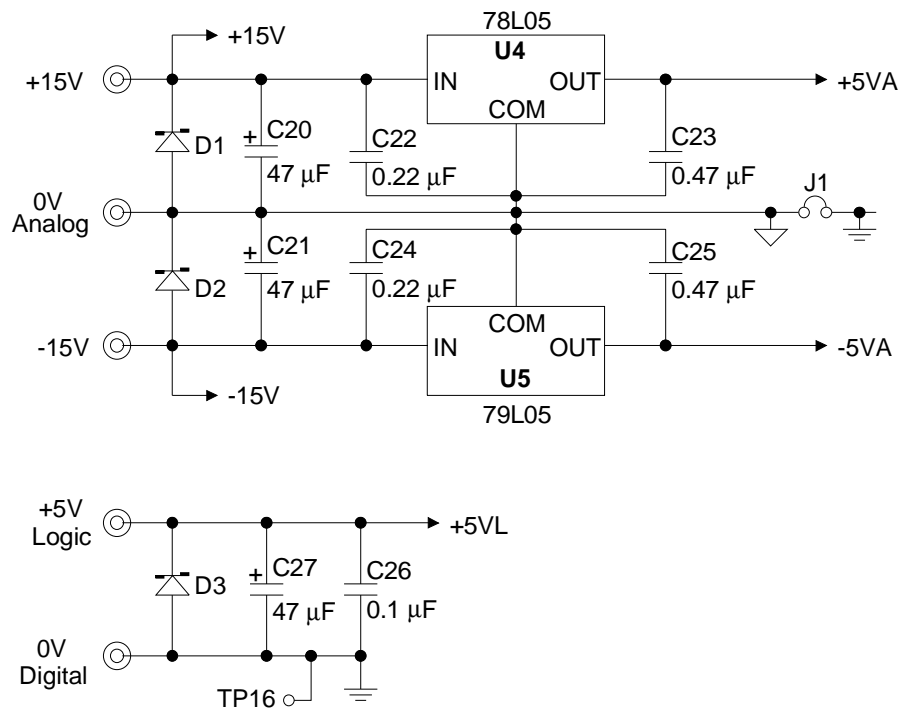 78L05
+15V
U4
+15V
IN
OUT
+5VA
COM
D1
+ C20
47 µF
C22
0.22 µF
C23
0.47 µF
J1
0V
Analog
D2
+ C21
47 µF
C24
0.22 µF
C25
0.47 µF
COM
-15V
IN
OUT
-5VA
U5
-15V
79L05
+5V
Logic
+5VL
D3
+ C27
47 µF
C26
0.1 µF
0V
Digital
TP16